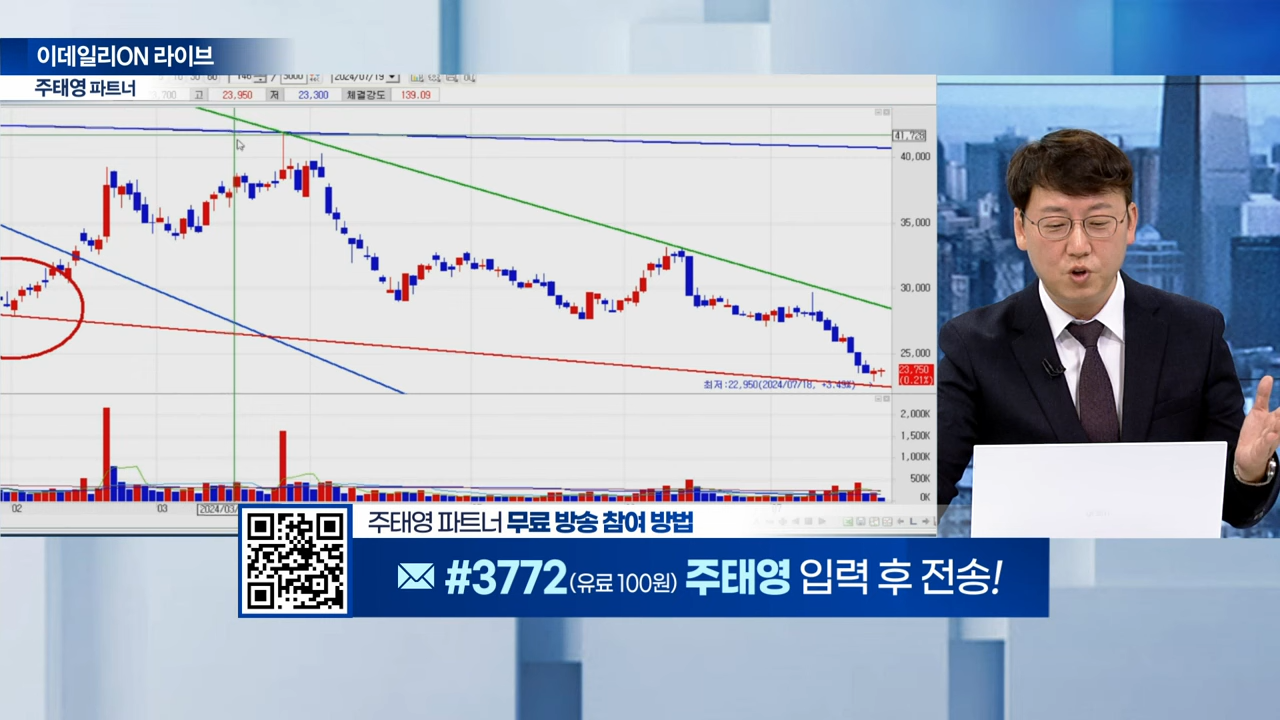 이데일리ON 라이브
주태영 파트너
2024/07/19
고 23,950 저 23,300 체결강도 139.09
41,726
40,000
35,000
30,000
25,000
23,750
(0.21%)
최저:22,950(2024/07/18, +3.49%)
2,000K
1,500K
1,000K
500K
0K
02 03
주태영 파트너 무료 방송 참여 방법
#3772(유료 100원) 주태영 입력 후 전송!